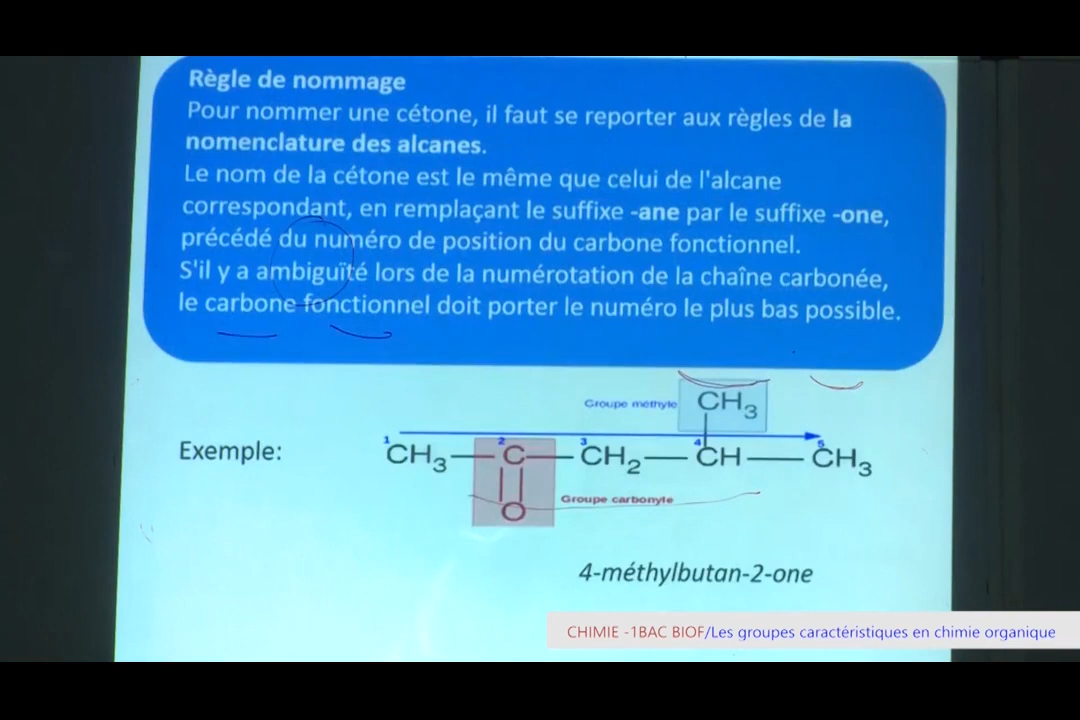 Règle de nommage
Pour nommer une cétone, il faut se reporter aux règles de la
nomenclature des alcanes.
Le nom de la cétone est le même que celui de l'alcane
correspondant, en remplaçant le suffixe -ane par le suffixe -one,
précédé du numéro de position du carbone fonctionnel.
S'il y a ambiguïté lors de la numérotation de la chaîne carbonée,
le carbone fonctionnel doit porter le numéro le plus bas possible.
Groupe méthyle CH3
1 2 3 4 5
Exemple: CH3 — C — CH2 — CH — CH3
Groupe carbonyle
O
4-méthylbutan-2-one
CHIMIE -1BAC BIOF/Les groupes caractéristiques en chimie organique